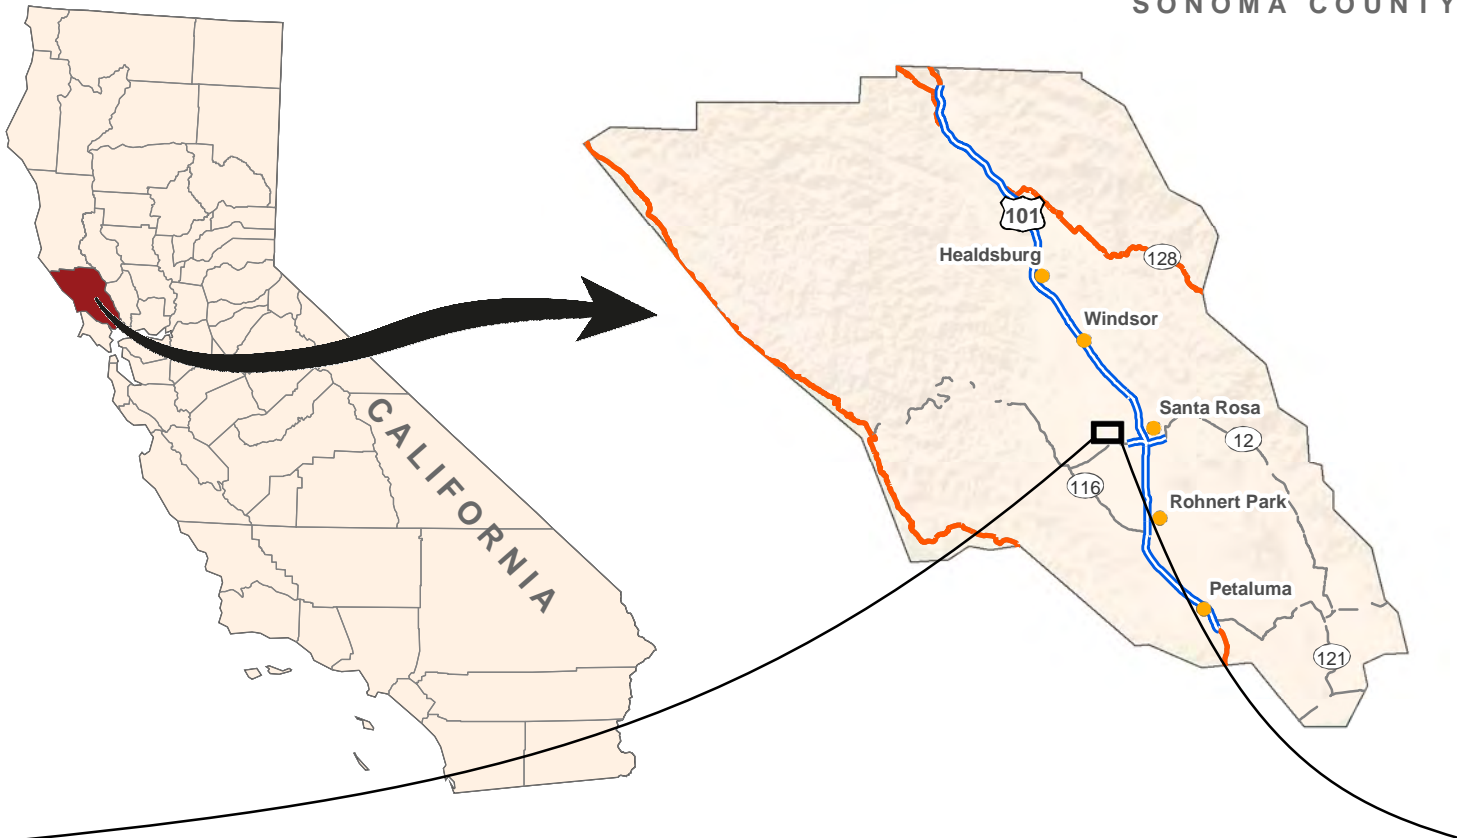 SONOMA COUNTY
101
Healdsburg
128
Windsor
Santa Rosa
12
116
Rohnert Park
Petaluma
121
CALIFORNIA